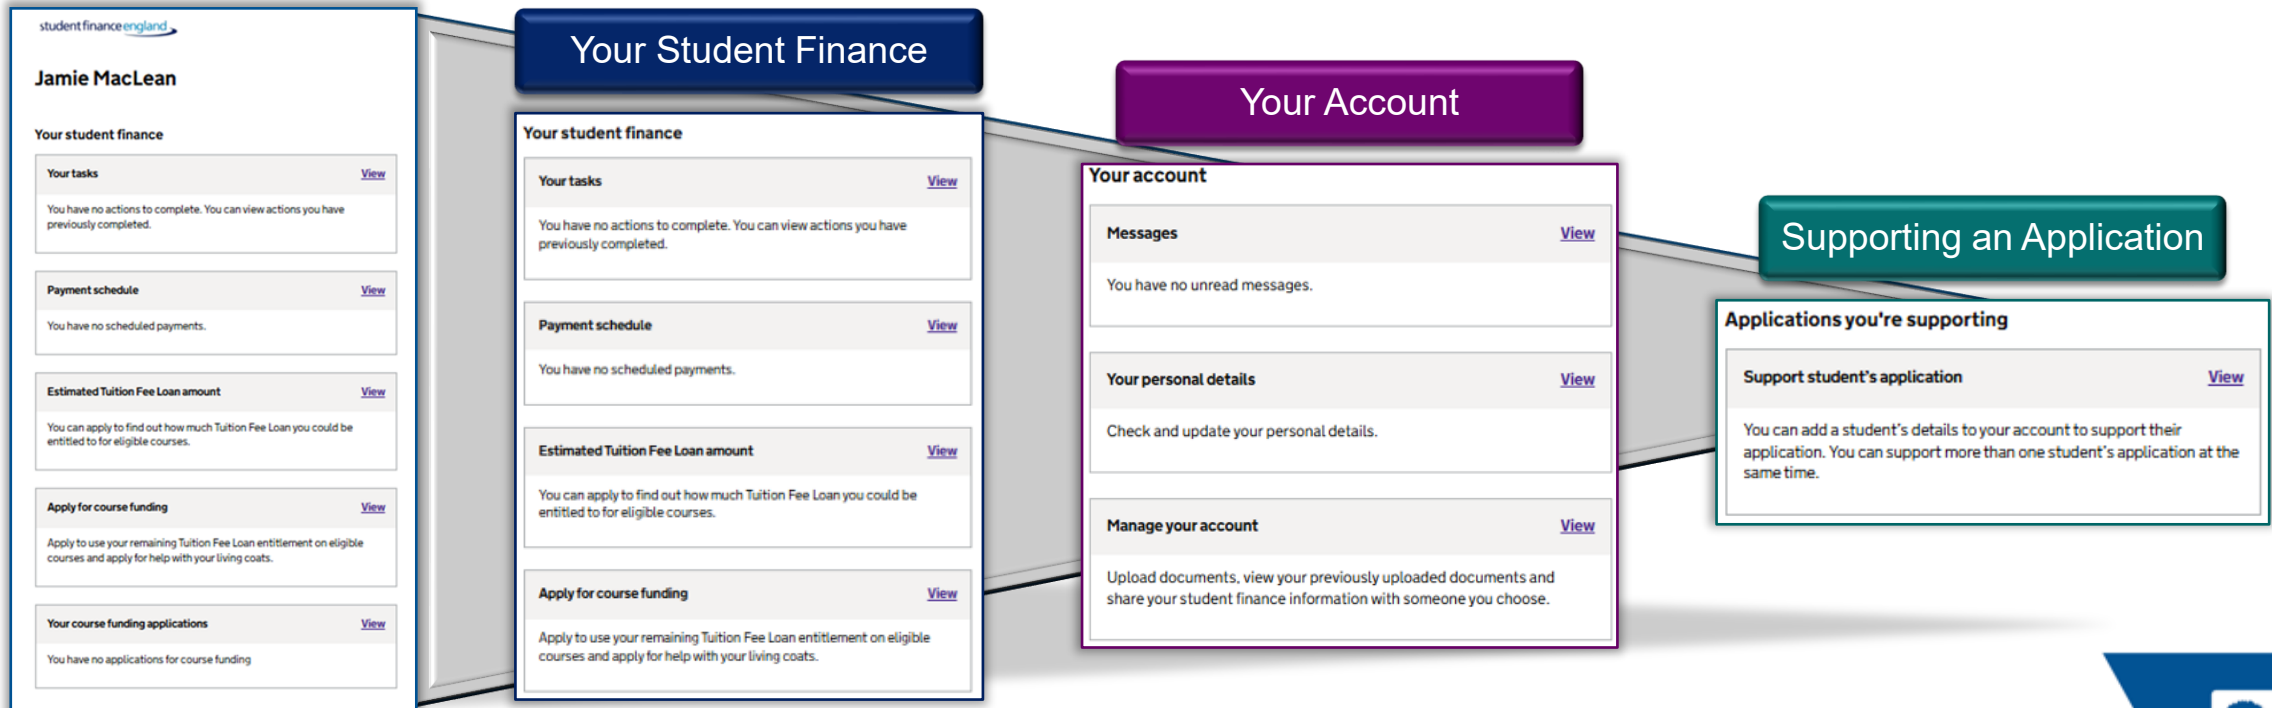 studentfinanceengland
Jamie MacLean
Your student finance
Your tasks View
You have no actions to complete. You can view actions you have
previously completed.
Payment schedule View
You have no scheduled payments.
Estimated Tuition Fee Loan amount View
You can apply to find out how much Tuition Fee Loan you could be
entitled to for eligible courses.
Apply for course funding View
Apply to use your remaining Tuition Fee Loan entitlement on eligible
courses and apply for help with your living coats.
Your course funding applications View
You have no applications for course funding
Your Student Finance
Your student finance
Your tasks View
You have no actions to complete. You can view actions you have
previously completed.
Payment schedule View
You have no scheduled payments.
Estimated Tuition Fee Loan amount View
You can apply to find out how much Tuition Fee Loan you could be
entitled to for eligible courses.
Apply for course funding View
Apply to use your remaining Tuition Fee Loan entitlement on eligible
courses and apply for help with your living coats.
Your Account
Your account
Messages View
You have no unread messages.
Your personal details View
Check and update your personal details.
Manage your account View
Upload documents, view your previously uploaded documents and
share your student finance information with someone you choose.
Supporting an Application
Applications you're supporting
Support student's application View
You can add a student's details to your account to support their
application. You can support more than one student's application at the
same time.